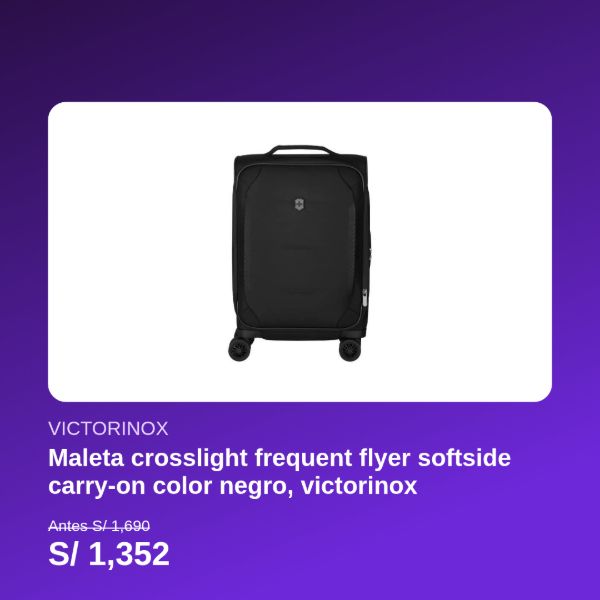 VICTORINOX
Maleta crosslight frequent flyer softside
carry-on color negro, victorinox
Antes S/ 1,690
S/ 1,352